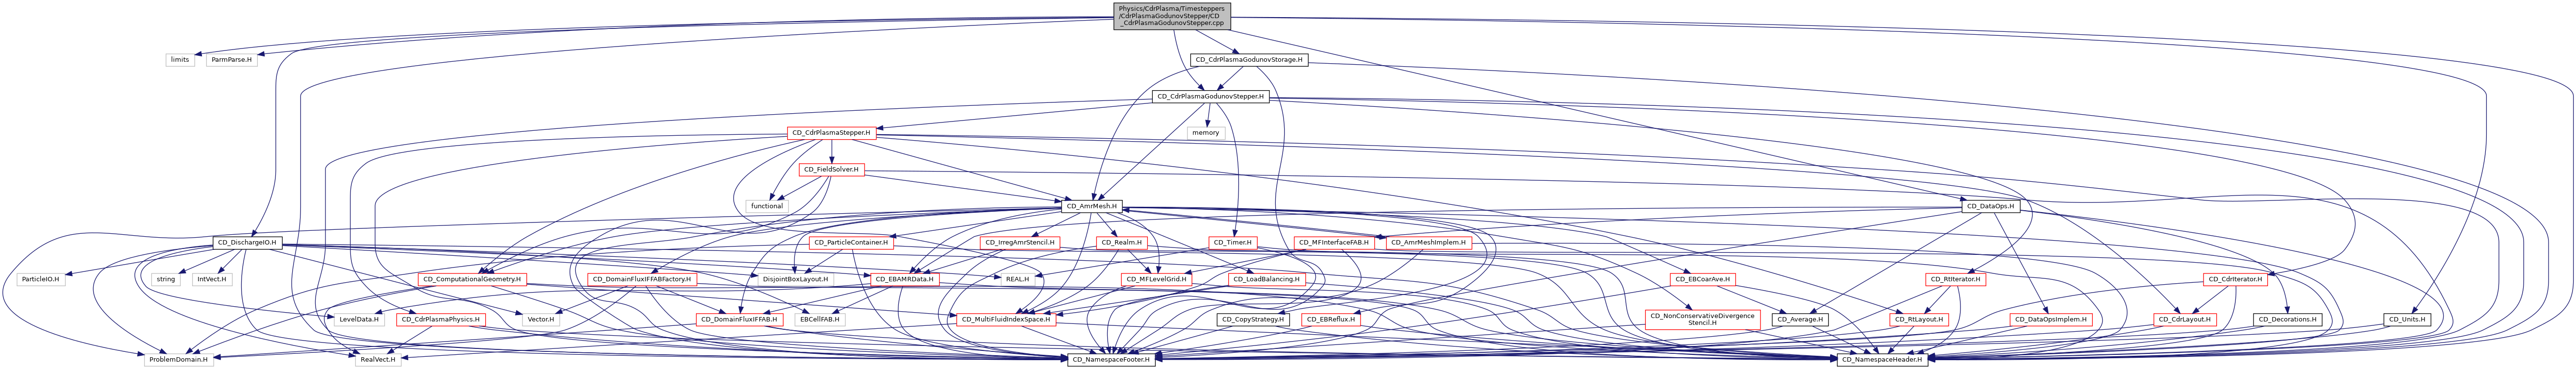 Physics/CdrPlasma/Timesteppers
/CdrPlasmaGodunovStepper/CD
_CdrPlasmaGodunovStepper.cpp
limits
ParmParse.H
CD_CdrPlasmaGodunovStorage.H
CD_CdrPlasmaGodunovStepper.H
CD_CdrPlasmaStepper.H
memory
CD_FieldSolver.H
functional
CD_AmrMesh.H
CD_DataOps.H
CD_DischargeIO.H
CD_ParticleContainer.H
CD_IrregAmrStencil.H
CD_Realm.H
CD_Timer.H
CD_MFInterfaceFAB.H
CD_AmrMeshImplem.H
ParticleIO.H
string
IntVect.H
CD_ComputationalGeometry.H
CD_DomainFluxIFFABFactory.H
DisjointBoxLayout.H
CD_EBAMRData.H
REAL.H
CD_MFLevelGrid.H
CD_LoadBalancing.H
CD_EBCoarAve.H
CD_RtIterator.H
CD_CdrIterator.H
LevelData.H
CD_CdrPlasmaPhysics.H
Vector.H
CD_DomainFluxIFFAB.H
EBCellFAB.H
CD_MultiFluidIndexSpace.H
CD_CopyStrategy.H
CD_EBReflux.H
CD_NonConservativeDivergence
Stencil.H
CD_Average.H
CD_RtLayout.H
CD_DataOpsImplem.H
CD_CdrLayout.H
CD_Decorations.H
CD_Units.H
ProblemDomain.H
RealVect.H
CD_NamespaceFooter.H
CD_NamespaceHeader.H